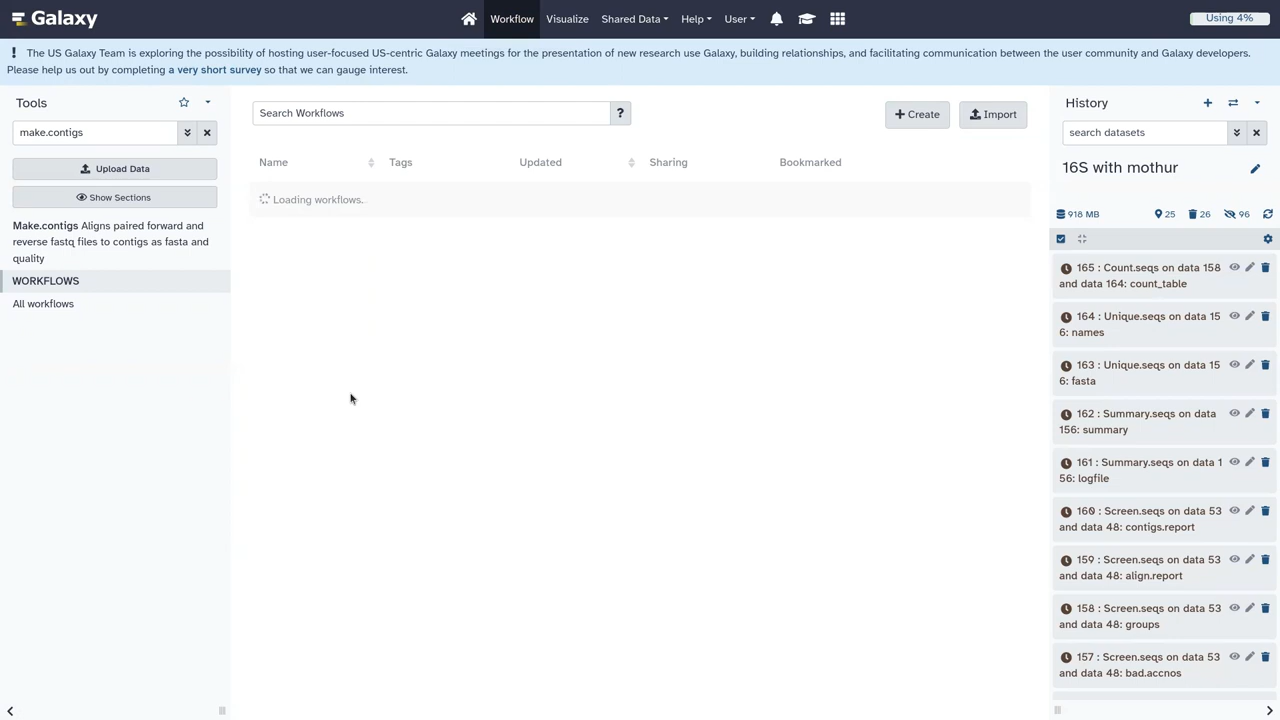 Galaxy
Workflow
Visualize
Shared Data
Help
User
Using 4%
! The US Galaxy Team is exploring the possibility of hosting user-focused US-centric Galaxy meetings for the presentation of new research use Galaxy, building relationships, and facilitating communication between the user community and Galaxy developers.
Please help us out by completing a very short survey so that we can gauge interest.
Tools
make.contigs
Upload Data
Show Sections
Make.contigs Aligns paired forward and
reverse fastq files to contigs as fasta and
quality
WORKFLOWS
All workflows
Search Workflows
?
+ Create
Import
Name
Tags
Updated
Sharing
Bookmarked
Loading workflows.
History
search datasets
16S with mothur
918 MB
25
26
96
165 : Count.seqs on data 158
and data 164: count_table
164 : Unique.seqs on data 15
6: names
163 : Unique.seqs on data 15
6: fasta
162 : Summary.seqs on data
156: summary
161 : Summary.seqs on data 1
56: logfile
160 : Screen.seqs on data 53
and data 48: contigs.report
159 : Screen.seqs on data 53
and data 48: align.report
158 : Screen.seqs on data 53
and data 48: groups
157 : Screen.seqs on data 53
and data 48: bad.accnos